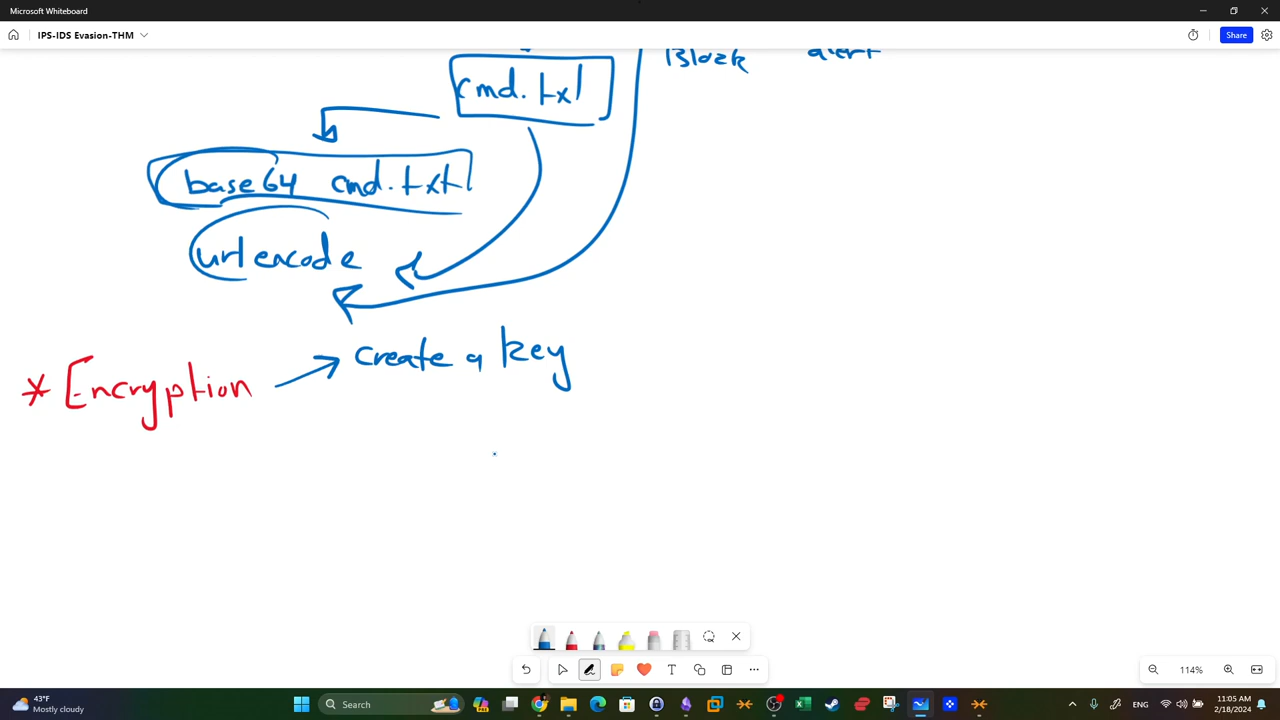 Microsoft Whiteboard
IPS-IDS Evasion-THM
Share
Block alert
cmd.txt
base64 cmd.txt
urlencode
create a key
* Encryption
114%
43°F
Mostly cloudy
Search
ENG
11:05 AM
2/18/2024